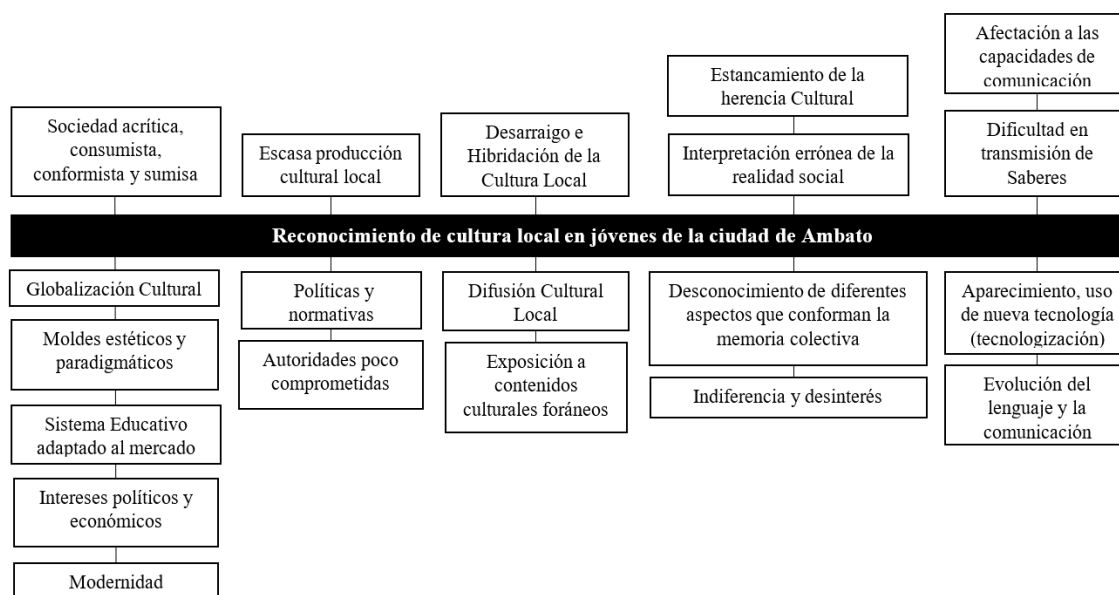 Sociedad acrítica,
consumista,
conformista y sumisa
Escasa producción
cultural local
Desarraigo e
Hibridación de la
Cultura Local
Estancamiento de la
herencia Cultural
Interpretación errónea de la
realidad social
Afectación a las
capacidades de
comunicación
Dificultad en
transmisión de
Saberes
Reconocimiento de cultura local en jóvenes de la ciudad de Ambato
Globalización Cultural
Moldes estéticos y
paradigmáticos
Sistema Educativo
adaptado al mercado
Intereses políticos y
económicos
Modernidad
Políticas y
normativas
Autoridades poco
comprometidas
Difusión Cultural
Local
Exposición a
contenidos
culturales foráneos
Desconocimiento de diferentes
aspectos que conforman la
memoria colectiva
Indiferencia y desinterés
Aparecimiento, uso
de nueva tecnología
(tecnologización)
Evolución del
lenguaje y la
comunicación